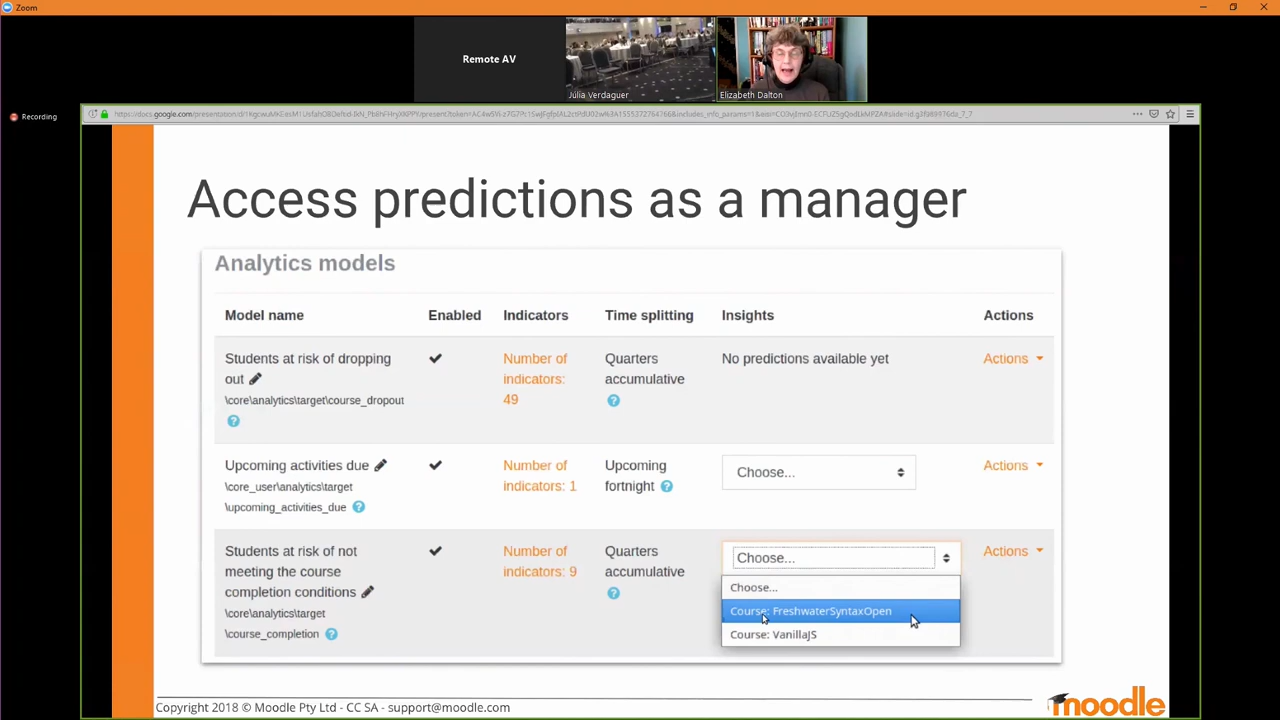 Zoom
Remote AV
Júlia Verdaguer
Elizabeth Dalton
Recording
Access predictions as a manager
Analytics models
Model name Enabled Indicators Time splitting Insights Actions
Students at risk of dropping
out
\core\analytics\target\course_dropout
Number of
indicators:
49
Quarters
accumulative
No predictions available yet
Actions
Upcoming activities due
\core_user\analytics\target
\upcoming_activities_due
Number of
indicators: 1
Upcoming
fortnight
Choose...
Actions
Students at risk of not
meeting the course
completion conditions
\core\analytics\target
\course_completion
Number of
indicators: 9
Quarters
accumulative
Choose...
Choose...
Course: FreshwaterSyntaxOpen
Course: VanillaJS
Actions
Copyright 2018 © Moodle Pty Ltd - CC SA - support@moodle.com
moodle